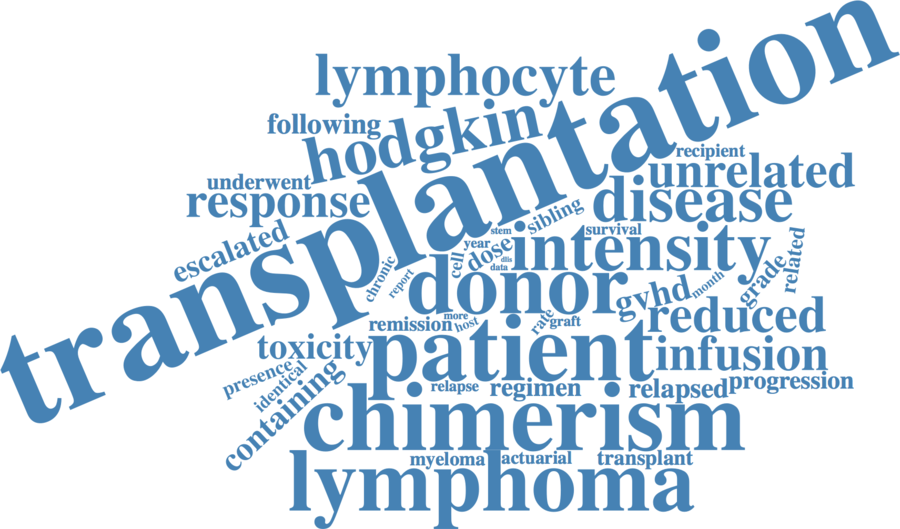 transplantation
lymphocyte
following
hodgkin
recipient
underwent
unrelated
response
disease
sibling
escalated
stem
survival
year
intensity
related
chronic
report
cell
dose
dlis
data
donor
gvhd
month
grade
more
host
rate
graft
reduced
remission
toxicity
patient
infusion
presence
identical
relapse
regimen
relapsed
progression
containing
chimerism
myeloma
actuarial
transplant
lymphoma